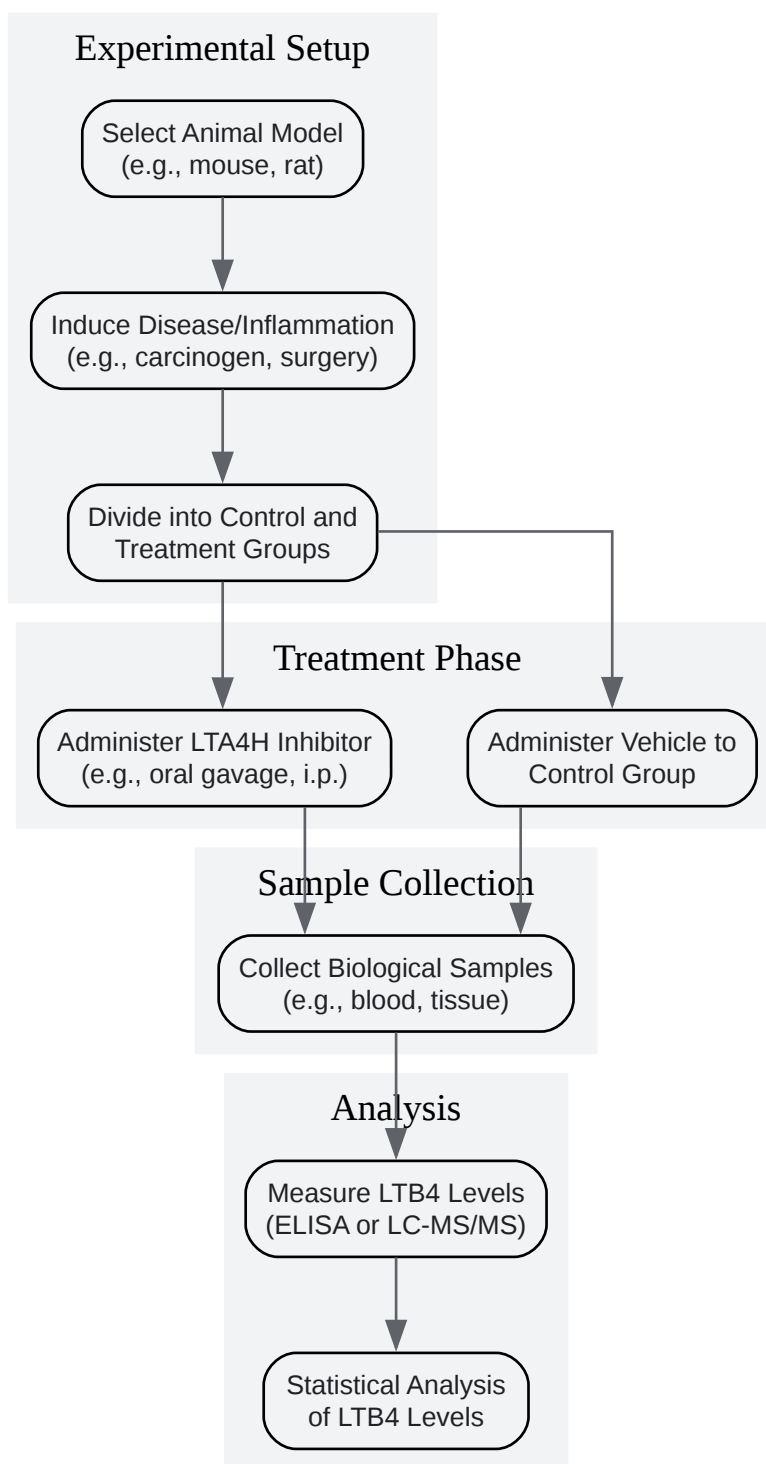 Experimental Setup
Select Animal Model
(e.g., mouse, rat)
Induce Disease/Inflammation
(e.g., carcinogen, surgery)
Divide into Control and
Treatment Groups
Treatment Phase
Administer LTA4H Inhibitor
(e.g., oral gavage, i.p.)
Administer Vehicle to
Control Group
Sample Collection
Collect Biological Samples
(e.g., blood, tissue)
Analysis
Measure LTB4 Levels
(ELISA or LC-MS/MS)
Statistical Analysis
of LTB4 Levels